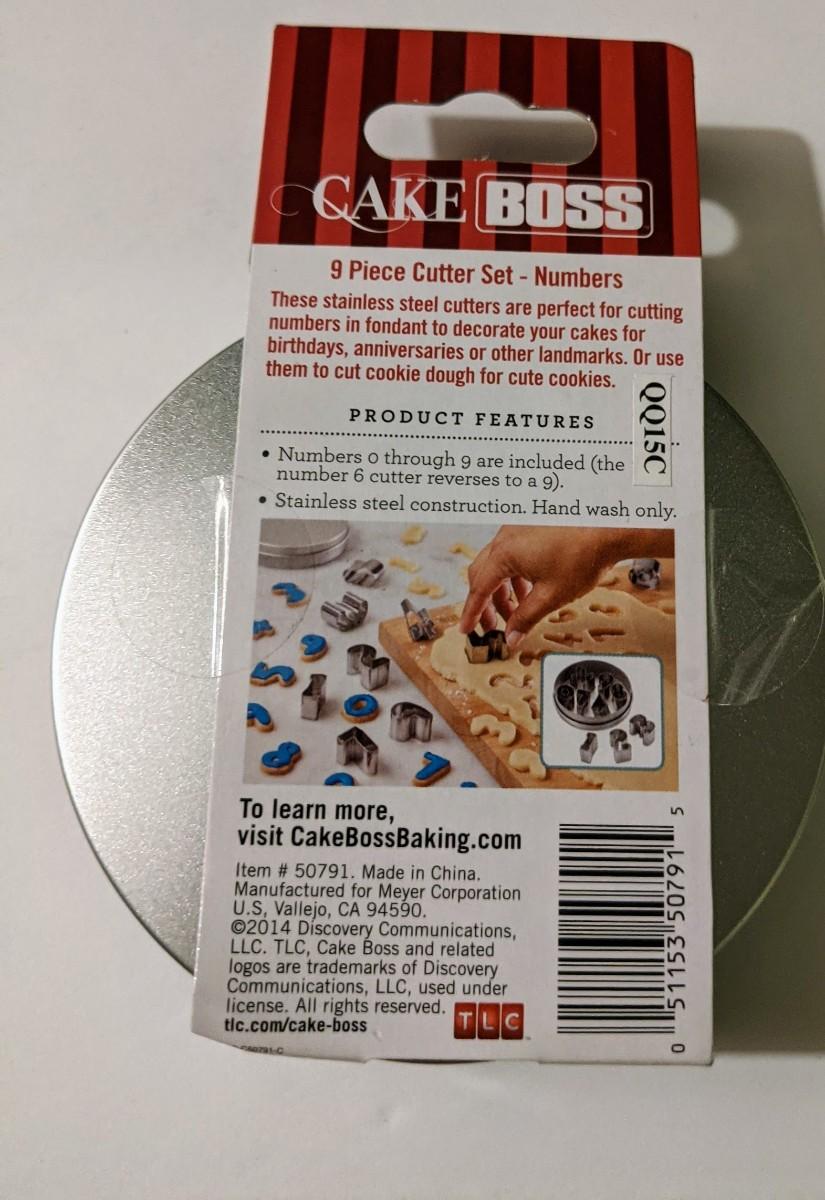 CAKE BOSS
9 Piece Cutter Set - Numbers
These stainless steel cutters are perfect for cutting
numbers in fondant to decorate your cakes for
birthdays, anniversaries or other landmarks. Or use
them to cut cookie dough for cute cookies.
QQ15C
PRODUCT FEATURES
• Numbers 0 through 9 are included (the
number 6 cutter reverses to a 9).
• Stainless steel construction. Hand wash only.
To learn more,
visit CakeBossBaking.com
Item # 50791. Made in China.
Manufactured for Meyer Corporation
U.S, Vallejo, CA 94590.
©2014 Discovery Communications,
LLC. TLC, Cake Boss and related
logos are trademarks of Discovery
Communications, LLC, used under
license. All rights reserved.
tlc.com/cake-boss
TLC
0 51153 50791 5